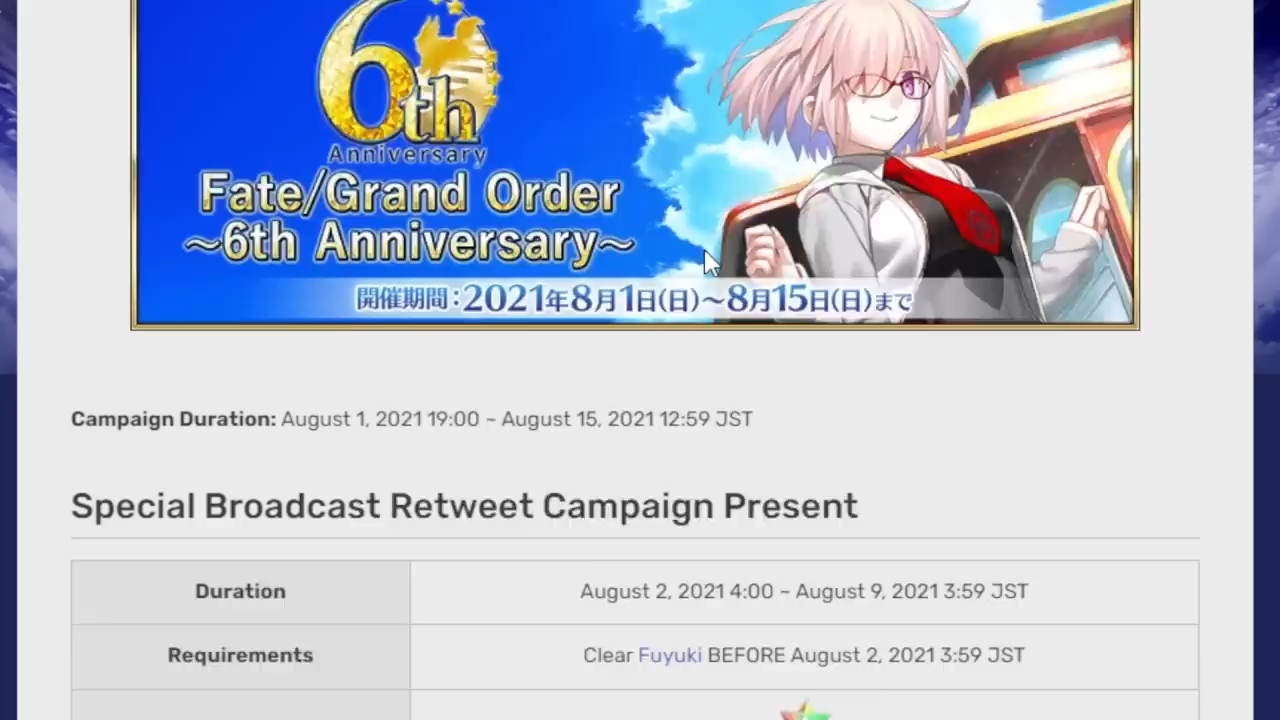 6th
Anniversary
Fate/Grand Order
~6th Anniversary~
開催期間：2021年8月1日(日)~8月15日(日)まで
Campaign Duration: August 1, 2021 19:00 ~ August 15, 2021 12:59 JST
Special Broadcast Retweet Campaign Present
Duration
August 2, 2021 4:00 ~ August 9, 2021 3:59 JST
Requirements
Clear Fuyuki BEFORE August 2, 2021 3:59 JST